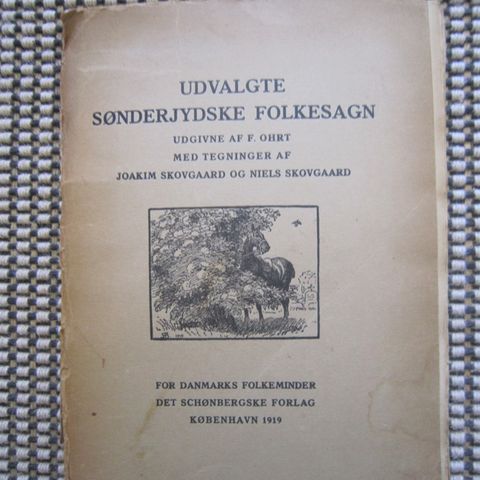 UDVALGTE
SØNDERJYDSKE FOLKESAGN
UDGIVNE AF F. OHRT
MED TEGNINGER AF
JOAKIM SKOVGAARD OG NIELS SKOVGAARD
FOR DANMARKS FOLKEMINDER
DET SCHØNBERGSKE FORLAG
KØBENHAVN 1919